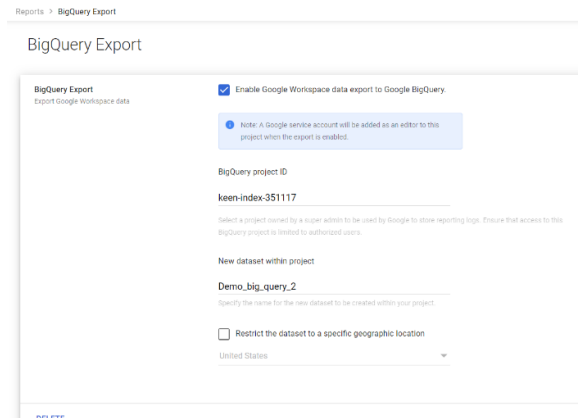 Reports > BigQuery Export
BigQuery Export
BigQuery Export
Export Google Workspace data
Enable Google Workspace data export to Google BigQuery.
Note: A Google service account will be added as an editor to this
project when the export is enabled.
BigQuery project ID
keen-index-351117
Select a project owned by a super admin to be used by Google to store reporting logs. Ensure that access to this
BigQuery project is limited to authorized users.
New dataset within project
Demo_big_query_2
Specify the name for the new dataset to be created within your project
Restrict the dataset to a specific geographic location
United States
DELETE